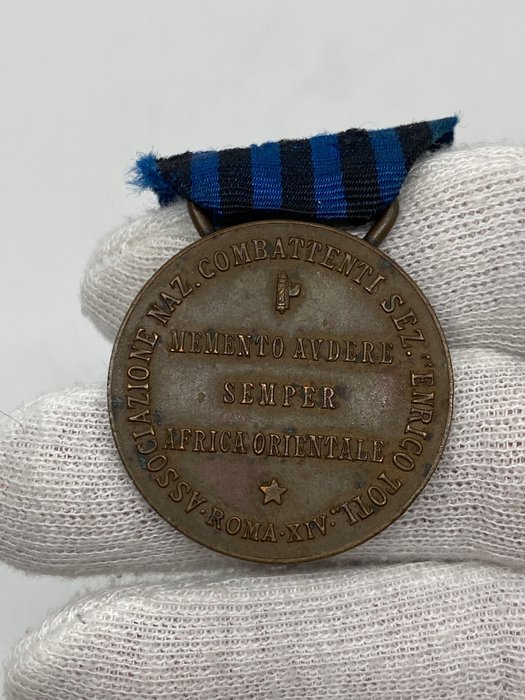 ASSOCIAZIONE NAZ. COMBATTENTI SEZ. "ENRICO TOTI"
MEMENTO AVDERE
SEMPER
AFRICA ORIENTALE
· ROMA · XIV ·